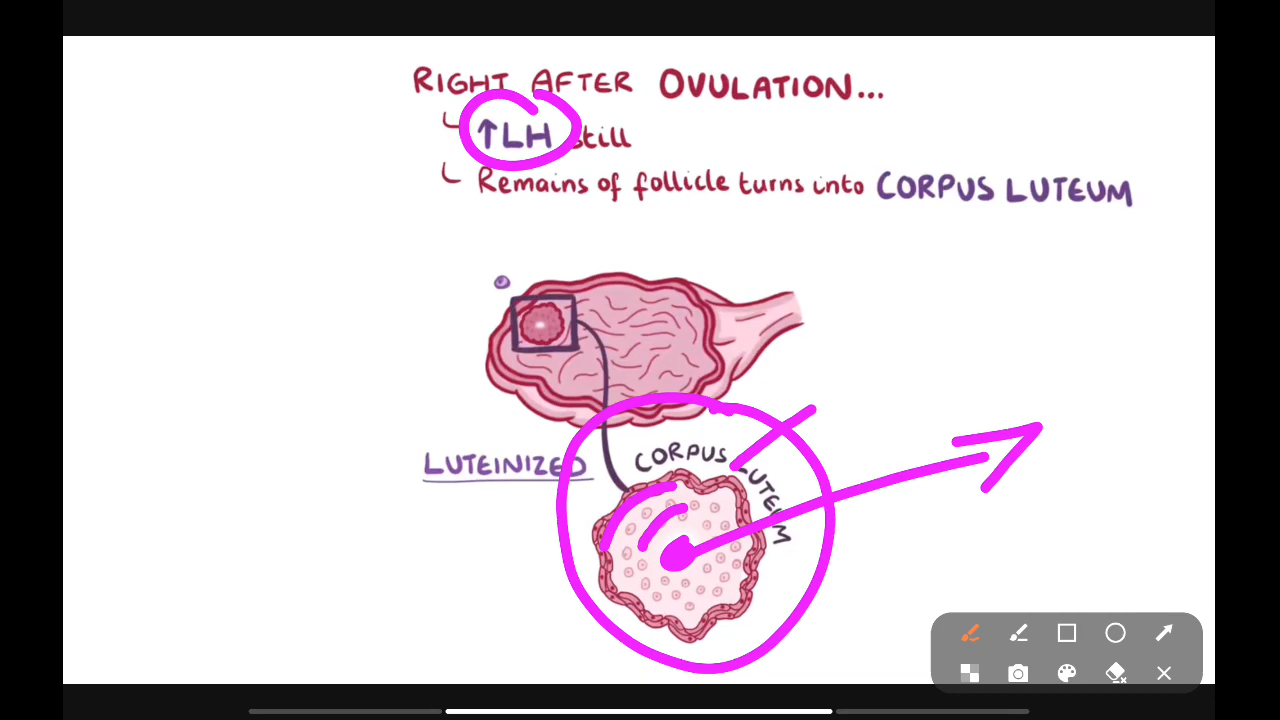 RIGHT AFTER OVULATION...
↑LH still
Remains of follicle turns into CORPUS LUTEUM
LUTEINIZED
CORPUS LUTEUM